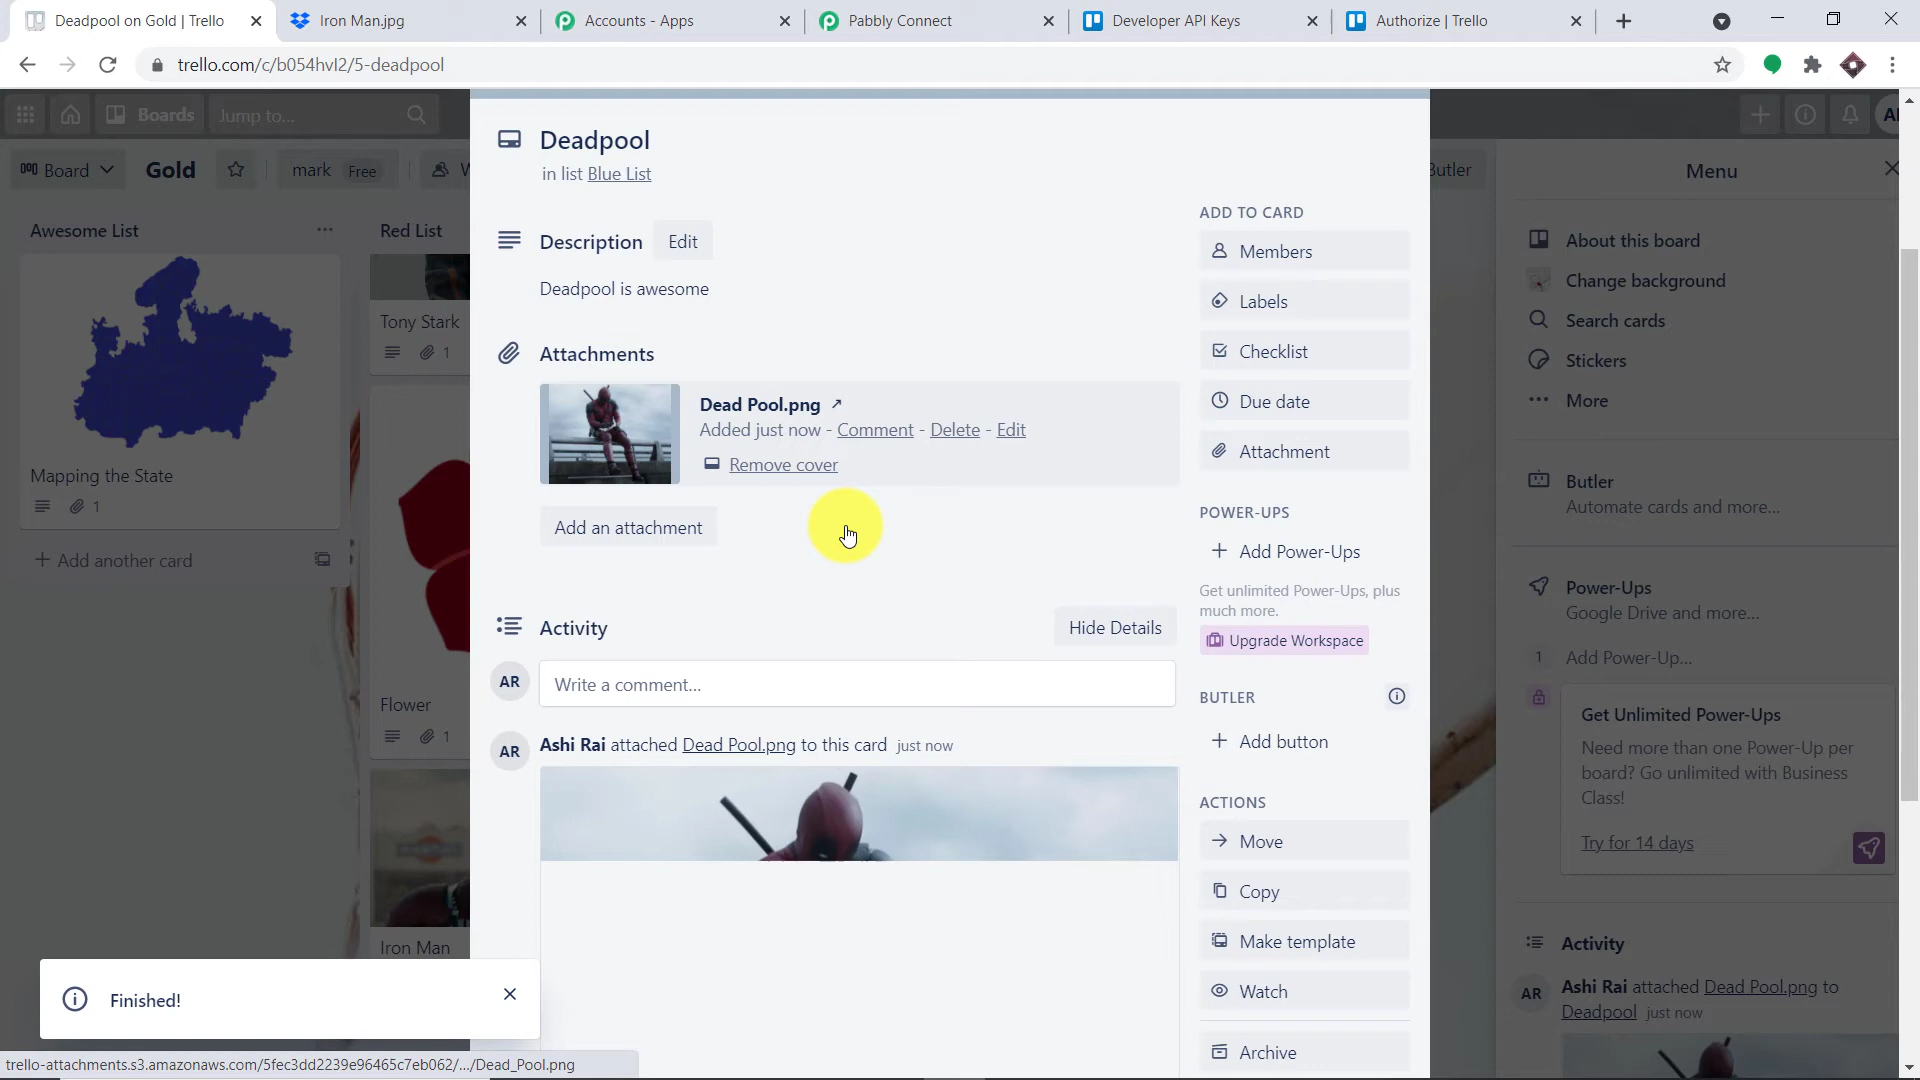 Deadpool on Gold | Trello
Iron Man.jpg
Accounts - Apps
Pabbly Connect
Developer API Keys
Authorize | Trello
trello.com/c/b054hvl2/5-deadpool
Boards
Jump to...
Board
Gold
mark Free
Butler
Awesome List
Mapping the State
1
+ Add another card
Red List
Tony Stark
1
Flower
1
Iron Man
Deadpool
in list Blue List
Description
Edit
Deadpool is awesome
Attachments
Dead Pool.png ↗
Added just now - Comment - Delete - Edit
Remove cover
Add an attachment
Activity
Hide Details
AR
Write a comment...
AR
Ashi Rai attached Dead Pool.png to this card just now
ADD TO CARD
Members
Labels
Checklist
Due date
Attachment
POWER-UPS
+ Add Power-Ups
Get unlimited Power-Ups, plus
much more.
Upgrade Workspace
BUTLER
+ Add button
ACTIONS
Move
Copy
Make template
Watch
Archive
Menu
About this board
Change background
Search cards
Stickers
More
Butler
Automate cards and more...
Power-Ups
Google Drive and more...
1 Add Power-Up...
Get Unlimited Power-Ups
Need more than one Power-Up per
board? Go unlimited with Business
Class!
Try for 14 days
Activity
AR
Ashi Rai attached Dead Pool.png to
Deadpool just now
Finished!
trello-attachments.s3.amazonaws.com/5fec3dd2239e96465c7eb062/.../Dead_Pool.png